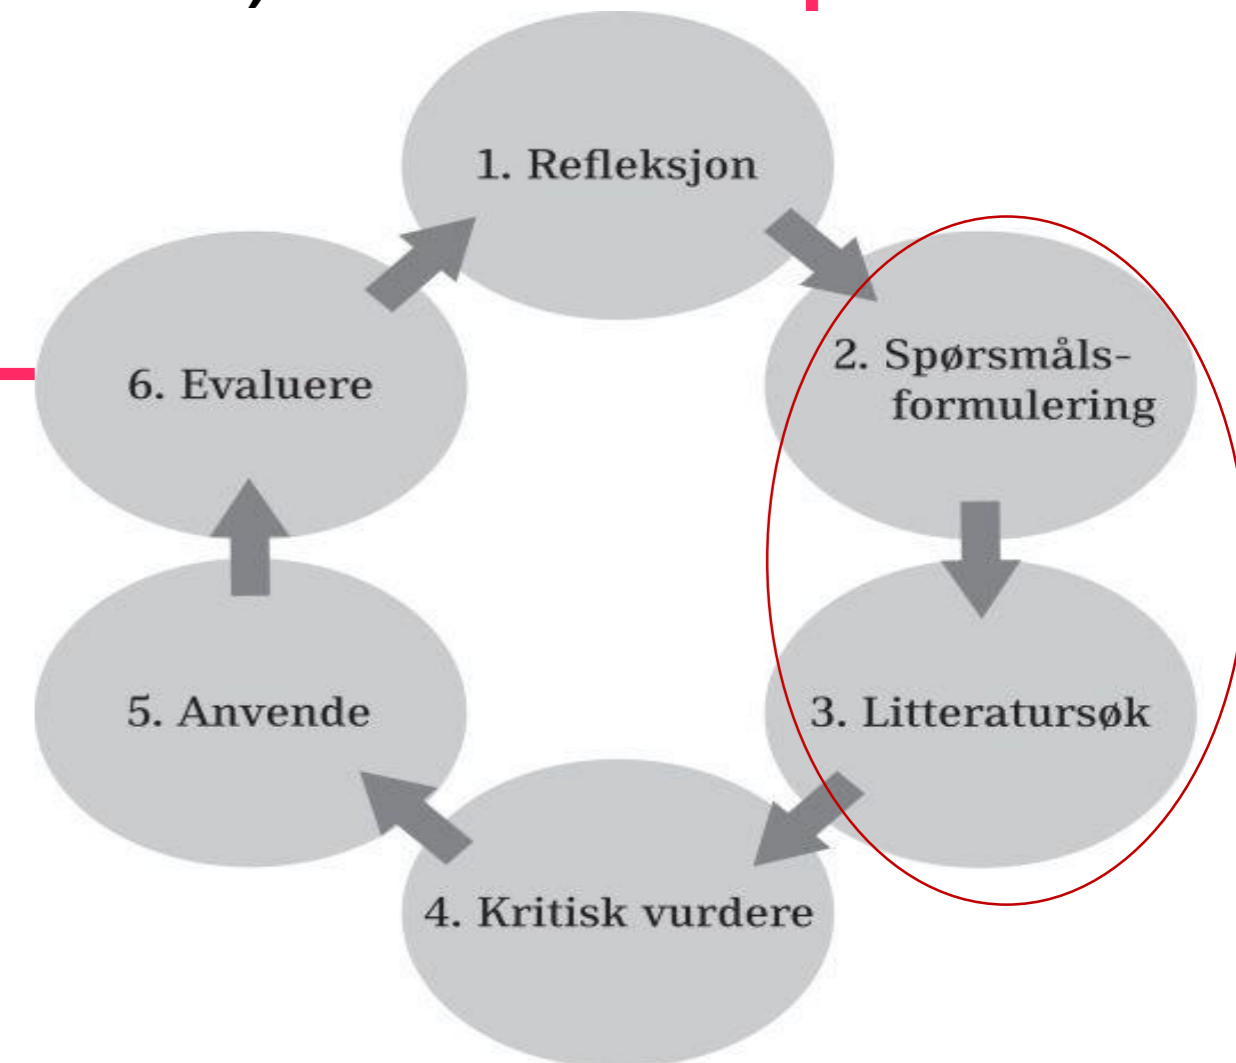 1. Refleksjon
2. Spørsmåls-
formulering
3. Litteratursøk
4. Kritisk vurdere
5. Anvende
6. Evaluere